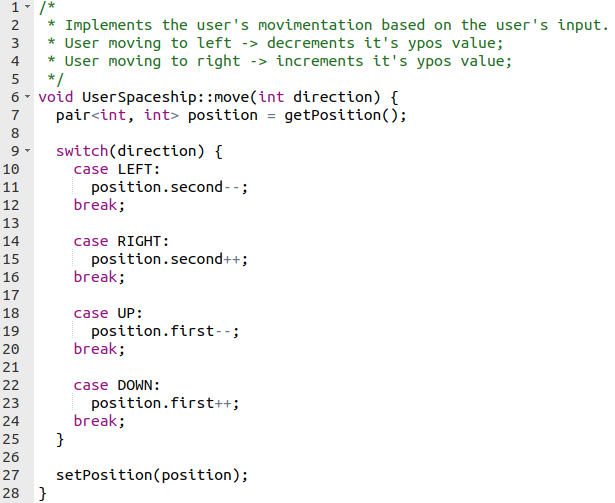 1 /*
2  * Implements the user's movimentation based on the user's input.
3  * User moving to left -> decrements it's ypos value;
4  * User moving to right -> increments it's ypos value;
5  */
6 void UserSpaceship::move(int direction) {
7   pair<int, int> position = getPosition();
8
9   switch(direction) {
10     case LEFT:
11       position.second--;
12     break;
13
14     case RIGHT:
15       position.second++;
16     break;
17
18     case UP:
19       position.first--;
20     break;
21
22     case DOWN:
23       position.first++;
24     break;
25   }
26
27   setPosition(position);
28 }